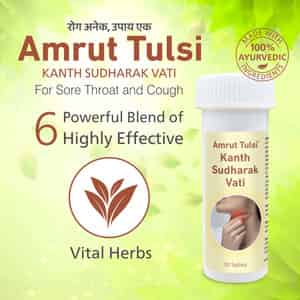 रोग अनेक, उपाय एक
Amrut Tulsi
KANTH SUDHARAK VATI
For Sore Throat and Cough
MADE WITH
100%
AYURVEDIC
INGREDIENTS
6 Powerful Blend of
Highly Effective
Vital Herbs
Amrut Tulsi
Kanth
Sudharak
Vati